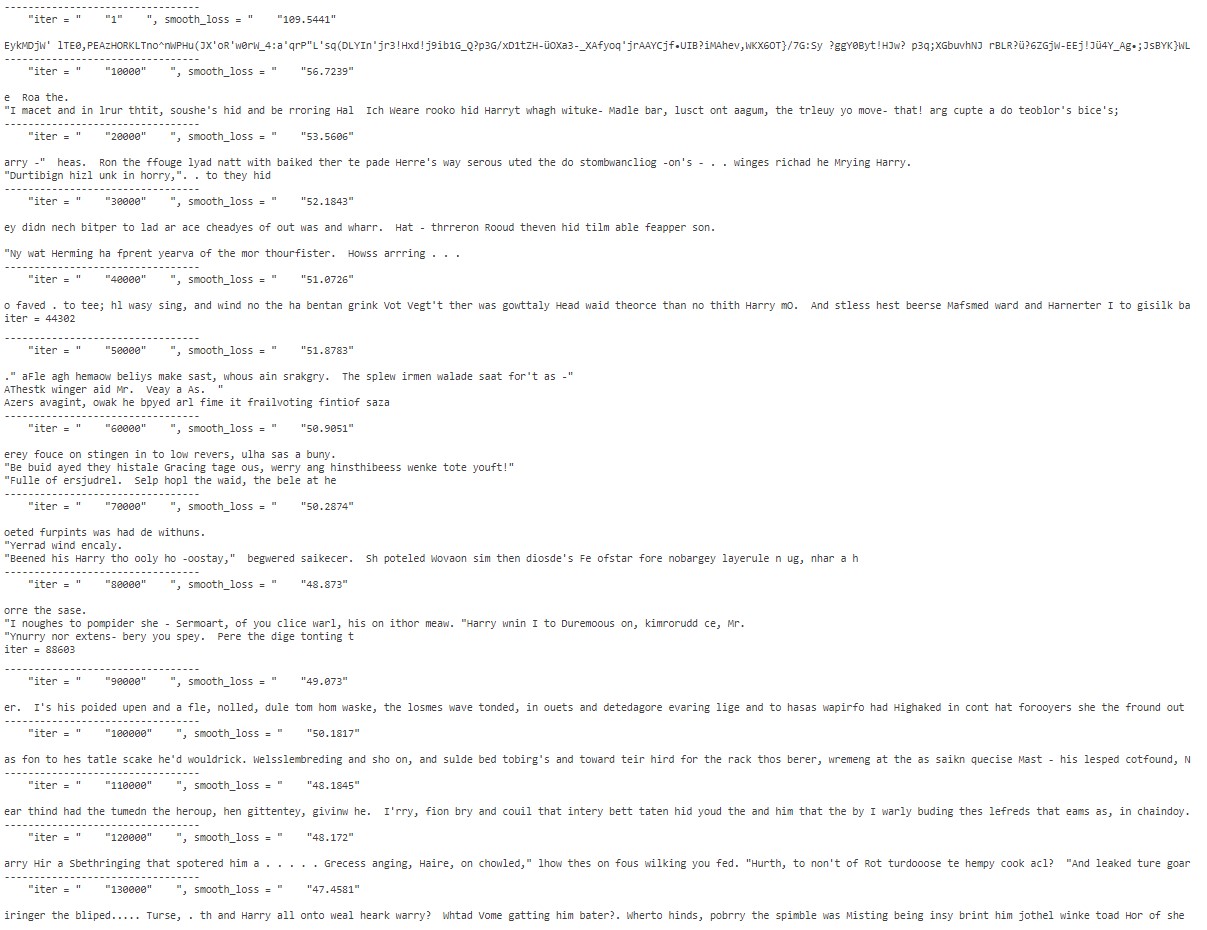 ---------------------------------
"iter = "    "1"    ", smooth_loss = "    "109.5441"
EykMDjW' lTE0,PEAzHORKLTno^nWPHu(JX'oR'w0rW_4:a'qrP"L'sq(DLYIn'jr3!Hxd!j9ib1G_Q?p3G/xD1tZH-üOXa3-_XAfyoq'jrAAYCjf•UIB?iMAhev,WKX6OT}/7G:Sy ?ggY0Byt!HJw? p3q;XGbuvhNJ rBLR?ü?6ZGjW-EEj!Jü4Y_Ag•;JsBYK}WL
---------------------------------
"iter = "    "10000"    ", smooth_loss = "    "56.7239"
e  Roa the.
"I macet and in lrur thtit, soushe's hid and be rroring Hal  Ich Weare rooko hid Harryt whagh wituke- Madle bar, lusct ont aagum, the trleuy yo move- that! arg cupte a do teoblor's bice's;
---------------------------------
"iter = "    "20000"    ", smooth_loss = "    "53.5606"
arry -"  heas.  Ron the ffouge lyad natt with baiked ther te pade Herre's way serous uted the do stombwancliog -on's - . . winges richad he Mrying Harry.
"Durtibign hizl unk in horry,". . to they hid
---------------------------------
"iter = "    "30000"    ", smooth_loss = "    "52.1843"
ey didn nech bitper to lad ar ace cheadyes of out was and wharr.  Hat - thrreron Rooud theven hid tilm able feapper son.
"Ny wat Herming ha fprent yearva of the mor thourfister.  Howss arrring . . .
---------------------------------
"iter = "    "40000"    ", smooth_loss = "    "51.0726"
o faved . to tee; hl wasy sing, and wind no the ha bentan grink Vot Vegt't ther was gowttaly Head waid theorce than no thith Harry mO.  And stless hest beerse Mafsmed ward and Harnerter I to gisilk ba
iter = 44302
---------------------------------
"iter = "    "50000"    ", smooth_loss = "    "51.8783"
." aFle agh hemaow beliys make sast, whous ain srakgry.  The splew irmen walade saat for't as -"
AThestk winger aid Mr.  Veay a As.  "
Azers avagint, owak he bpyed arl fime it frailvoting fintiof saza
---------------------------------
"iter = "    "60000"    ", smooth_loss = "    "50.9051"
erey fouce on stingen in to low revers, ulha sas a buny.
"Be buid ayed they histale Gracing tage ous, werry ang hinsthibeess wenke tote youft!"
"Fulle of ersjudrel.  Selp hopl the waid, the bele at he
---------------------------------
"iter = "    "70000"    ", smooth_loss = "    "50.2874"
oeted furpints was had de withuns.
"Yerrad wind encaly.
"Beened his Harry tho ooly ho -oostay,"  begwered saikecer.  Sh poteled Wovaon sim then diosde's Fe ofstar fore nobargey layerule n ug, nhar a h
---------------------------------
"iter = "    "80000"    ", smooth_loss = "    "48.873"
orre the sase.
"I noughes to pompider she - Sermoart, of you clice warl, his on ithor meaw. "Harry wnin I to Duremoous on, kimrorudd ce, Mr.
"Ynurry nor extens- bery you spey.  Pere the dige tonting t
iter = 88603
---------------------------------
"iter = "    "90000"    ", smooth_loss = "    "49.073"
er.  I's his poided upen and a fle, nolled, dule tom hom waske, the losmes wave tonded, in ouets and detedagore evaring lige and to hasas wapirfo had Highaked in cont hat forooyers she the fround out
---------------------------------
"iter = "    "100000"    ", smooth_loss = "    "50.1817"
as fon to hes tatle scake he'd wouldrick. Welsslembreding and sho on, and sulde bed tobirg's and toward teir hird for the rack thos berer, wremeng at the as saikn quecise Mast - his lesped cotfound, N
---------------------------------
"iter = "    "110000"    ", smooth_loss = "    "48.1845"
ear thind had the tumedn the heroup, hen gittentey, givinw he.  I'rry, fion bry and couil that intery bett taten hid youd the and him that the by I warly buding thes lefreds that eams as, in chaindoy.
---------------------------------
"iter = "    "120000"    ", smooth_loss = "    "48.172"
arry Hir a Sbethringing that spotered him a . . . . . Grecess anging, Haire, on chowled," lhow thes on fous wilking you fed. "Hurth, to non't of Rot turdooose te hempy cook acl?  "And leaked ture goar
---------------------------------
"iter = "    "130000"    ", smooth_loss = "    "47.4581"
iringer the bliped..... Turse, . th and Harry all onto weal heark warry?  Whtad Vome gatting him bater?. Wherto hinds, pobrry the spimble was Misting being insy brint him jothel winke toad Hor of she